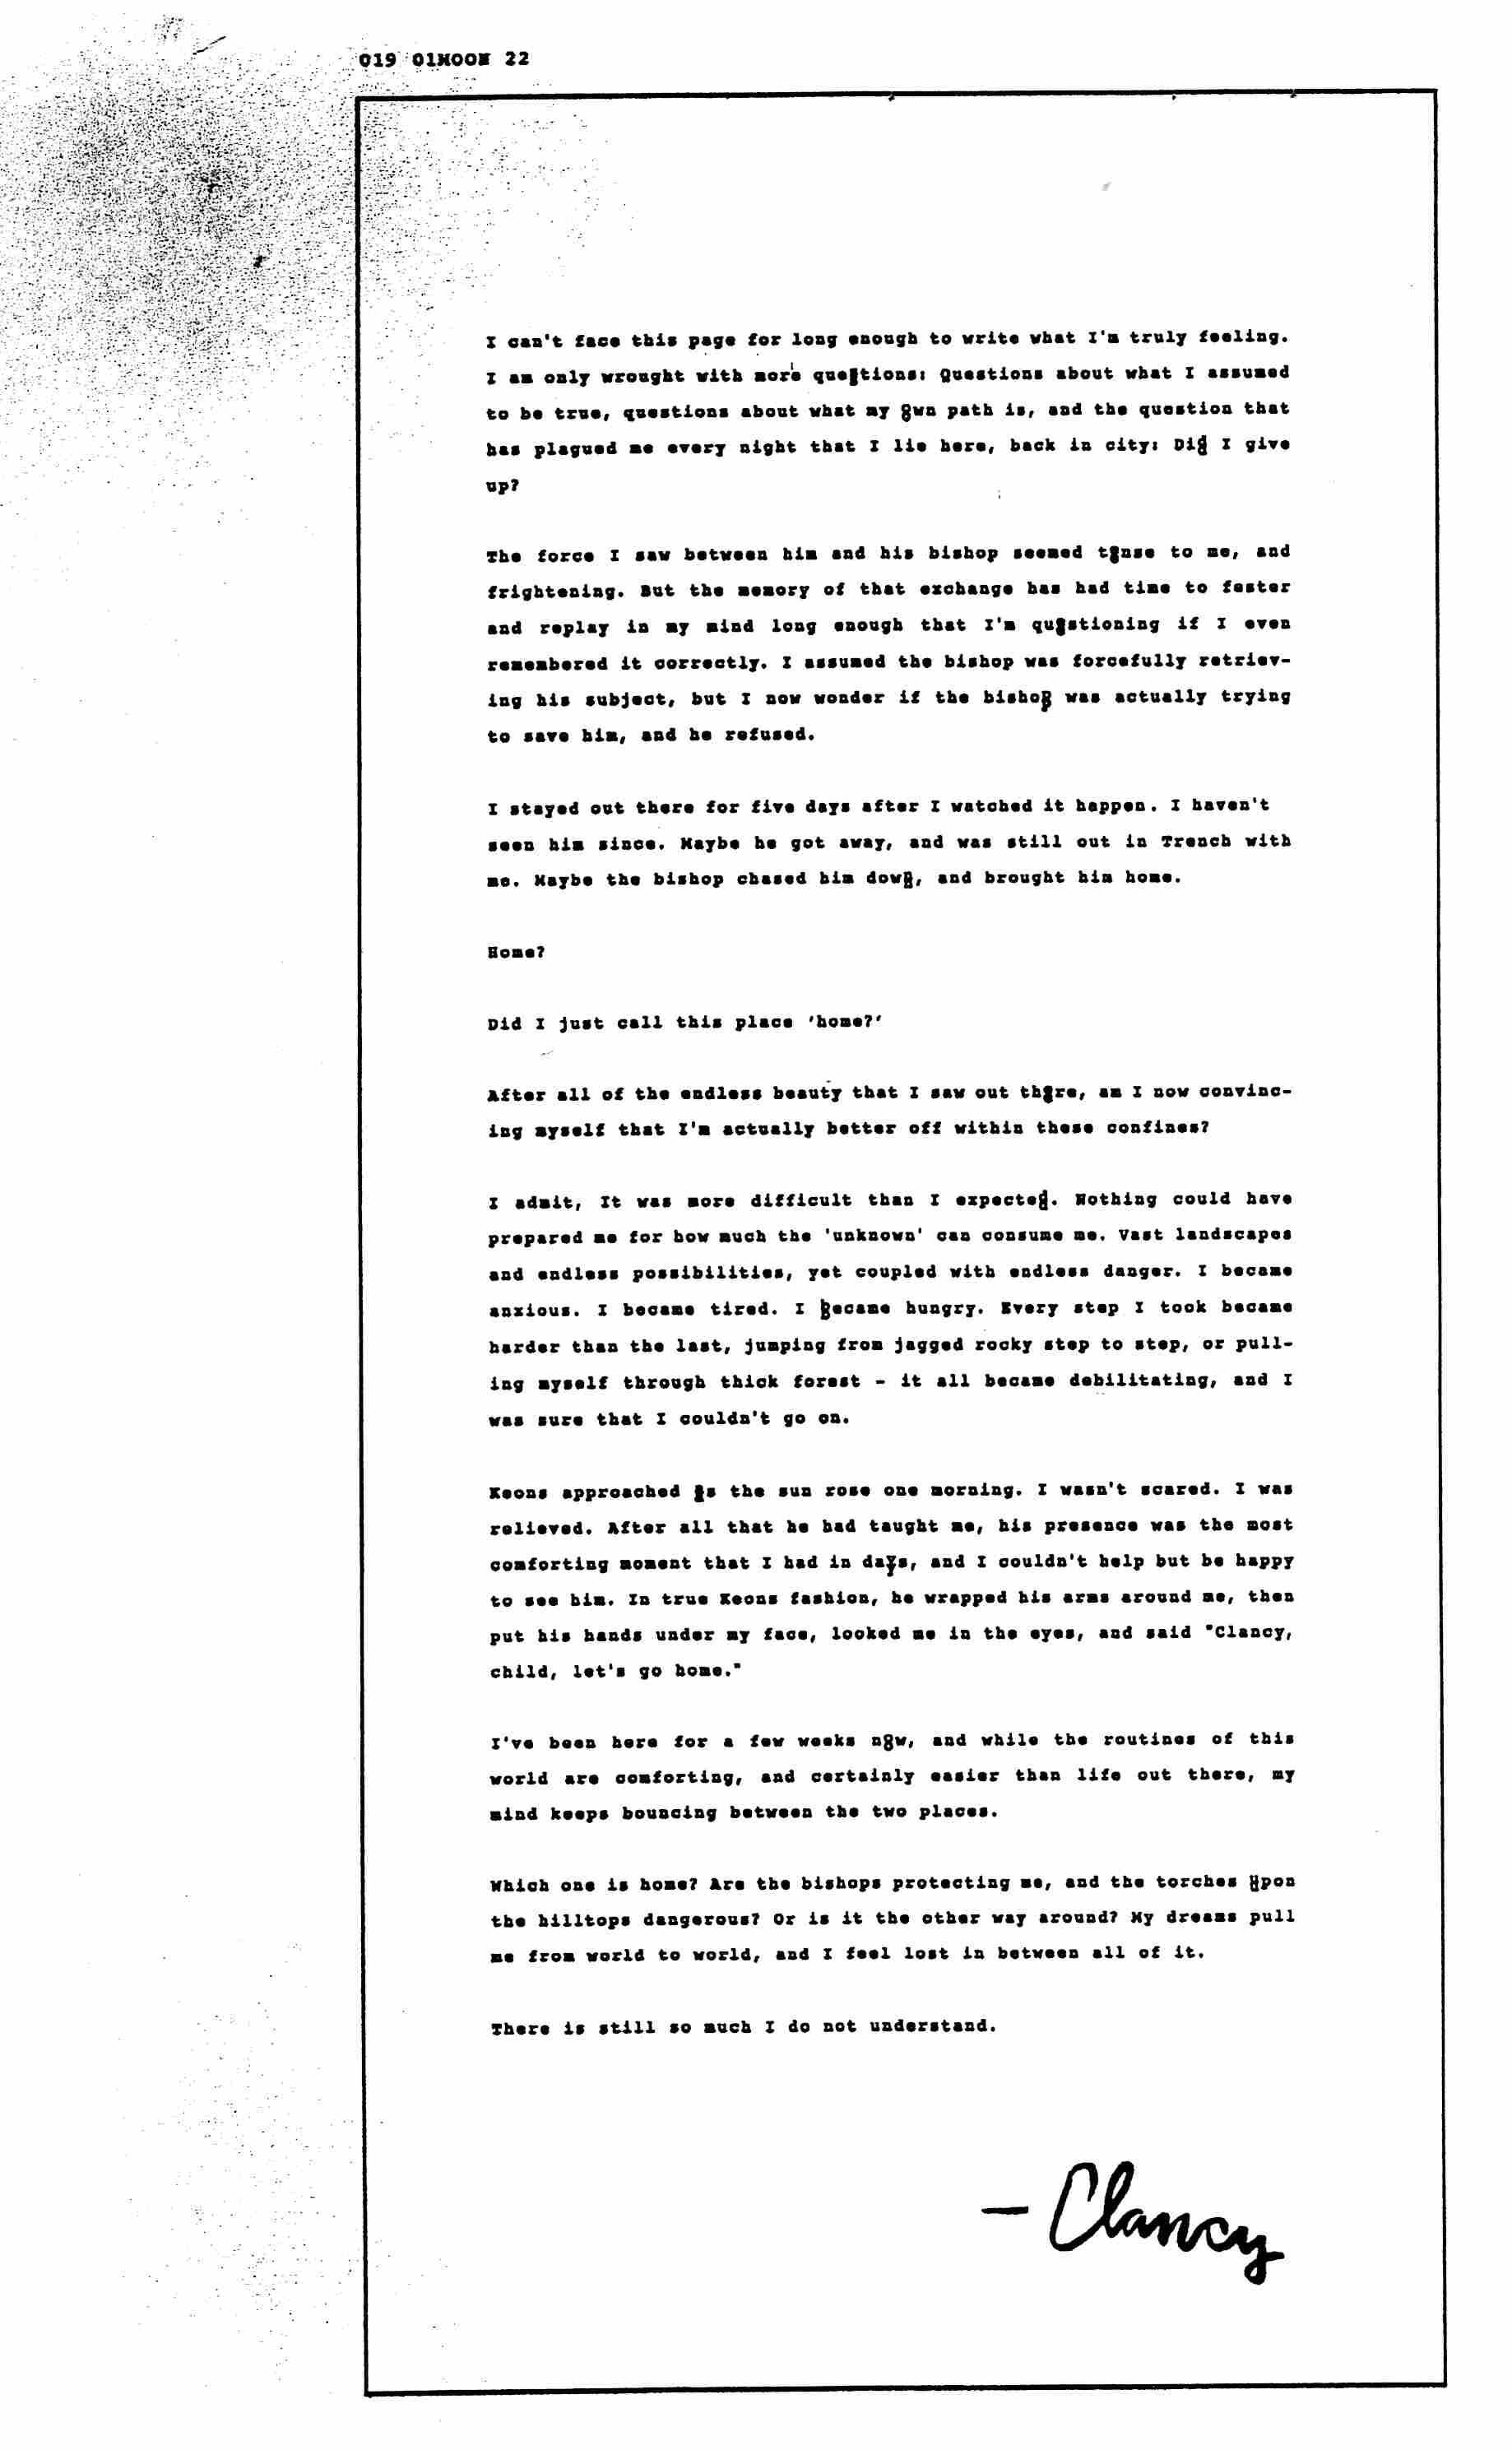 019 01MOON 22
I can't face this page for long enough to write what I'm truly feeling.
I am only wrought with more questions: Questions about what I assumed
to be true, questions about what my own path is, and the question that
has plagued me every night that I lie here, back in city: Did I give
up?
The force I saw between him and his bishop seemed tense to me, and
frightening. But the memory of that exchange has had time to fester
and replay in my mind long enough that I'm questioning if I even
remembered it correctly. I assumed the bishop was forcefully retriev-
ing his subject, but I now wonder if the bishop was actually trying
to save him, and he refused.
I stayed out there for five days after I watched it happen. I haven't
seen him since. Maybe he got away, and was still out in Trench with
me. Maybe the bishop chased him down, and brought him home.
Home?
Did I just call this place 'home?'
After all of the endless beauty that I saw out there, am I now convinc-
ing myself that I'm actually better off within these confines?
I admit, It was more difficult than I expected. Nothing could have
prepared me for how much the 'unknown' can consume me. Vast landscapes
and endless possibilities, yet coupled with endless danger. I became
anxious. I became tired. I became hungry. Every step I took became
harder than the last, jumping from jagged rocky step to step, or pull-
ing myself through thick forest - it all became debilitating, and I
was sure that I couldn't go on.
Keons approached as the sun rose one morning. I wasn't scared. I was
relieved. After all that he had taught me, his presence was the most
comforting moment that I had in days, and I couldn't help but be happy
to see him. In true Keons fashion, he wrapped his arms around me, then
put his hands under my face, looked me in the eyes, and said "Clancy,
child, let's go home."
I've been here for a few weeks now, and while the routines of this
world are comforting, and certainly easier than life out there, my
mind keeps bouncing between the two places.
Which one is home? Are the bishops protecting me, and the torches upon
the hilltops dangerous? Or is it the other way around? My dreams pull
me from world to world, and I feel lost in between all of it.
There is still so much I do not understand.
- Clancy